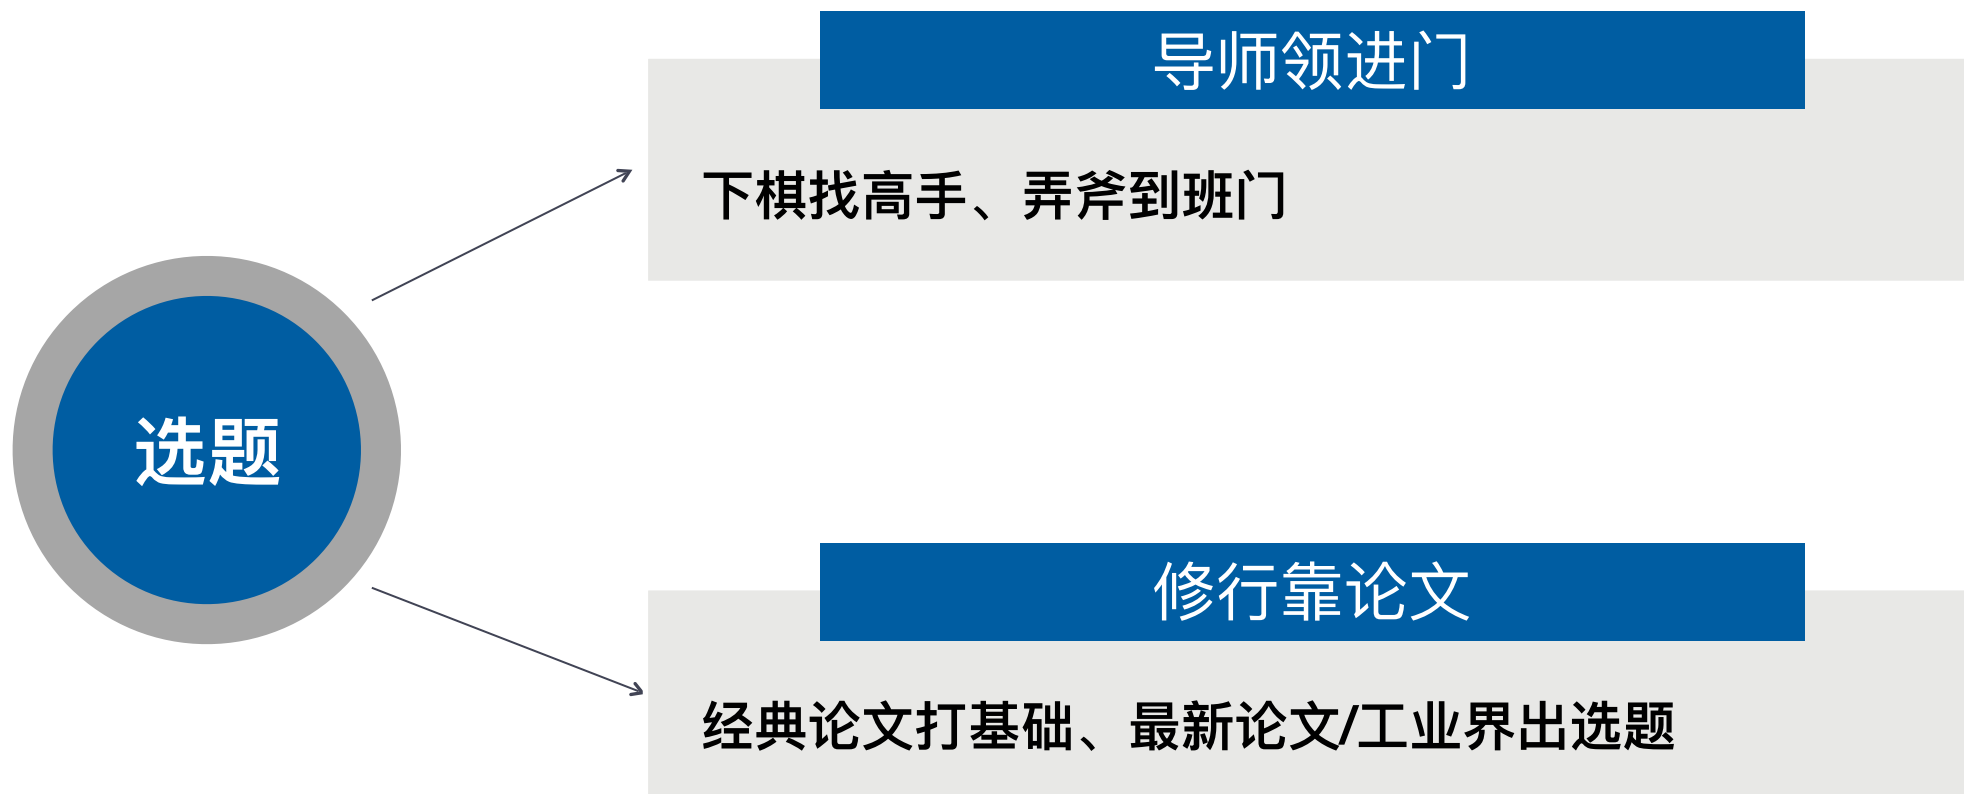 导师领进门
下棋找高手、弄斧到班门
选题
修行靠论文
经典论文打基础、最新论文/工业界出选题